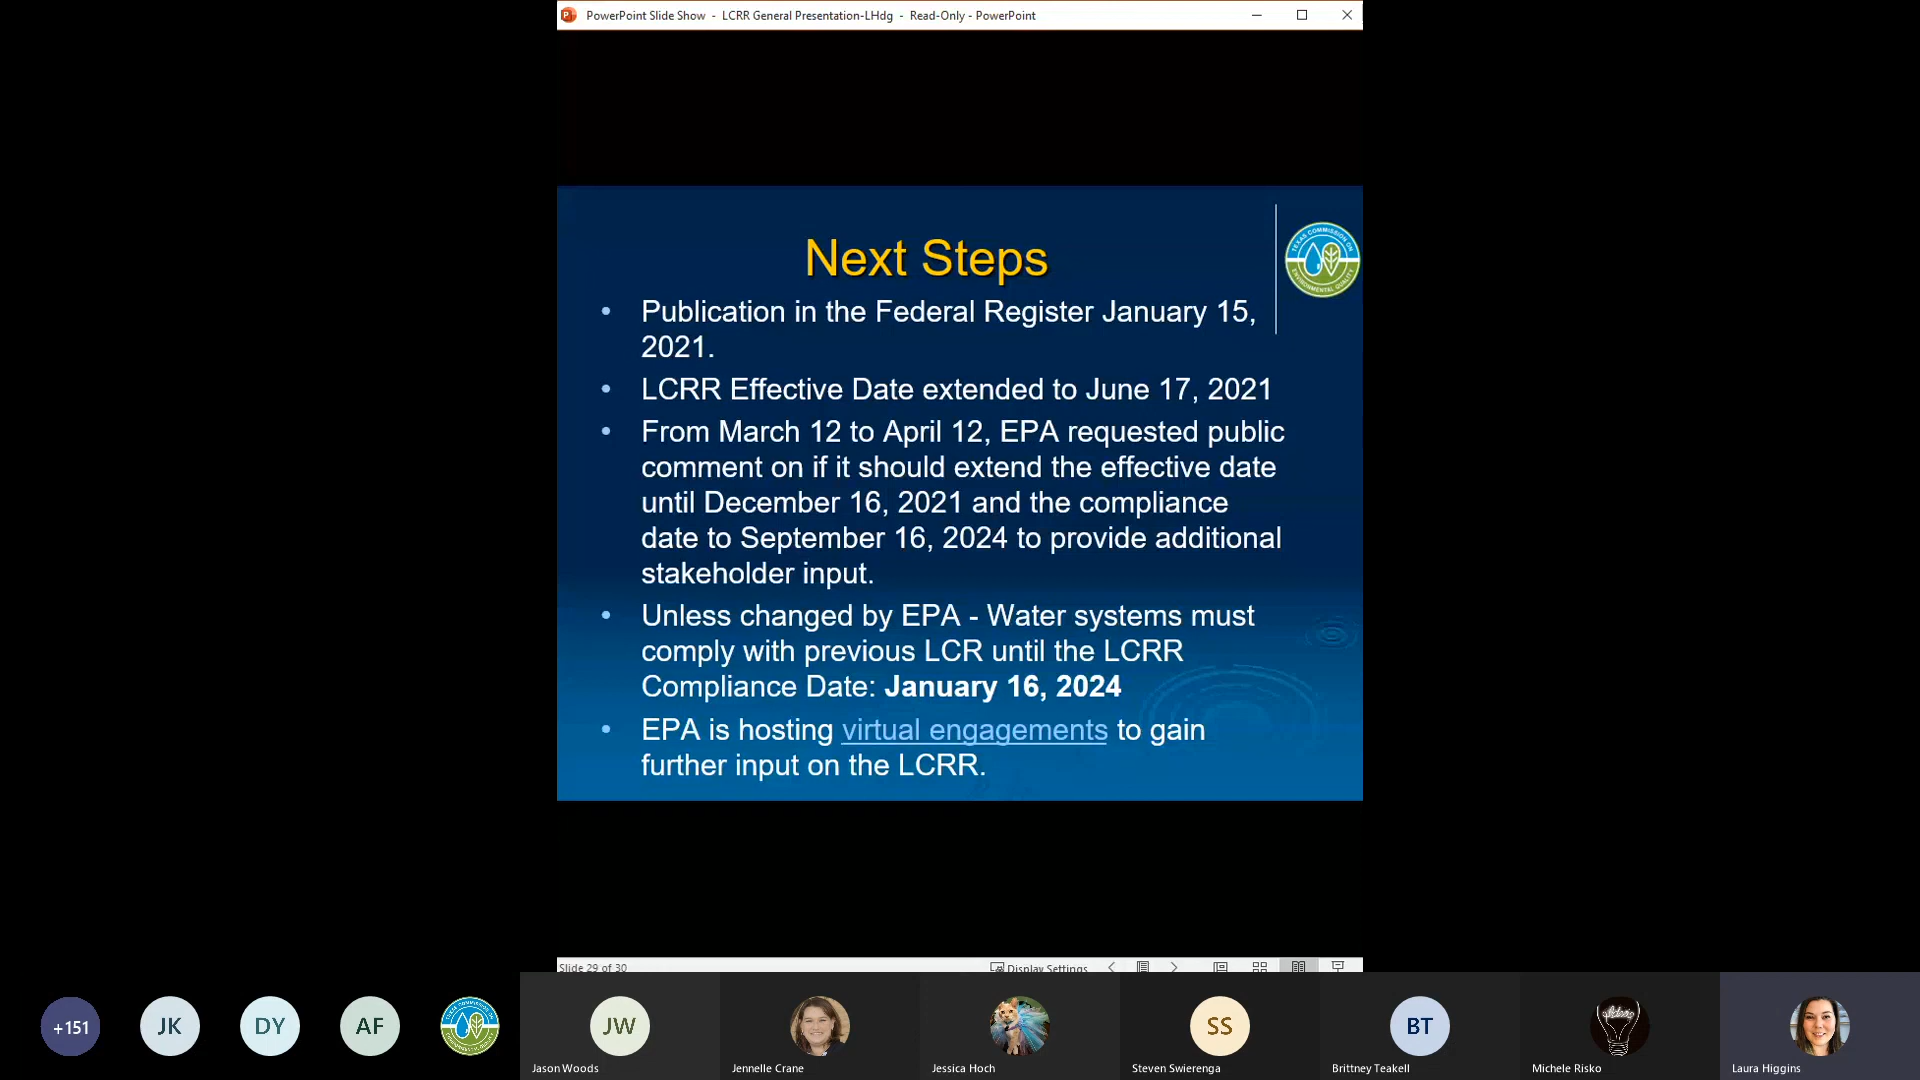 PowerPoint Slide Show - LCRR General Presentation-LHdg - Read-Only - PowerPoint
Next Steps
TEXAS COMMISSION ON
ENVIRONMENTAL QUALITY
• Publication in the Federal Register January 15,
2021.
• LCRR Effective Date extended to June 17, 2021
• From March 12 to April 12, EPA requested public
comment on if it should extend the effective date
until December 16, 2021 and the compliance
date to September 16, 2024 to provide additional
stakeholder input.
• Unless changed by EPA - Water systems must
comply with previous LCR until the LCRR
Compliance Date: January 16, 2024
• EPA is hosting virtual engagements to gain
further input on the LCRR.
Slide 29 of 30
Display Settings
+151
JK
DY
AF
JW
SS
BT
Jason Woods
Jennelle Crane
Jessica Hoch
Steven Swierenga
Brittney Teakell
Michele Risko
Laura Higgins